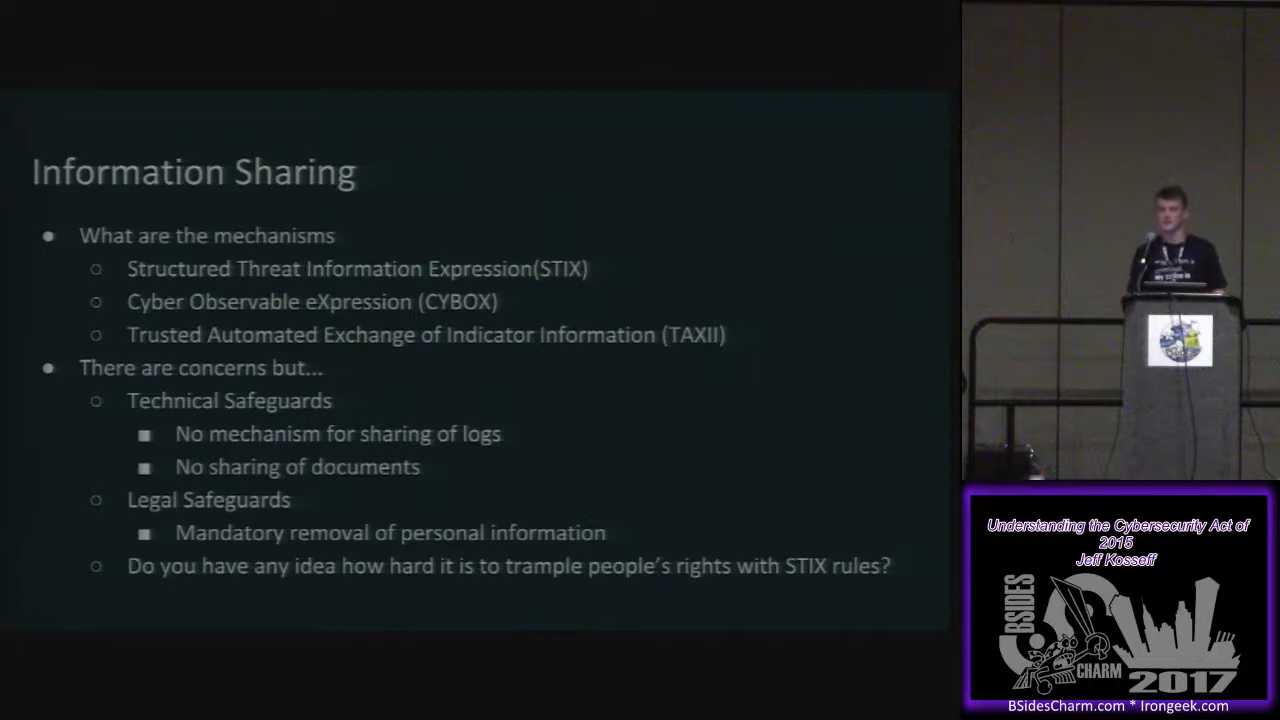 Information Sharing
● What are the mechanisms
○ Structured Threat Information Expression(STIX)
○ Cyber Observable eXpression (CYBOX)
○ Trusted Automated Exchange of Indicator Information (TAXII)
● There are concerns but...
○ Technical Safeguards
■ No mechanism for sharing of logs
■ No sharing of documents
○ Legal Safeguards
■ Mandatory removal of personal information
○ Do you have any idea how hard it is to trample people's rights with STIX rules?
Understanding the Cybersecurity Act of
2015
Jeff Kosseff
BSIDES
CHARM
2017
BSidesCharm.com * Irongeek.com